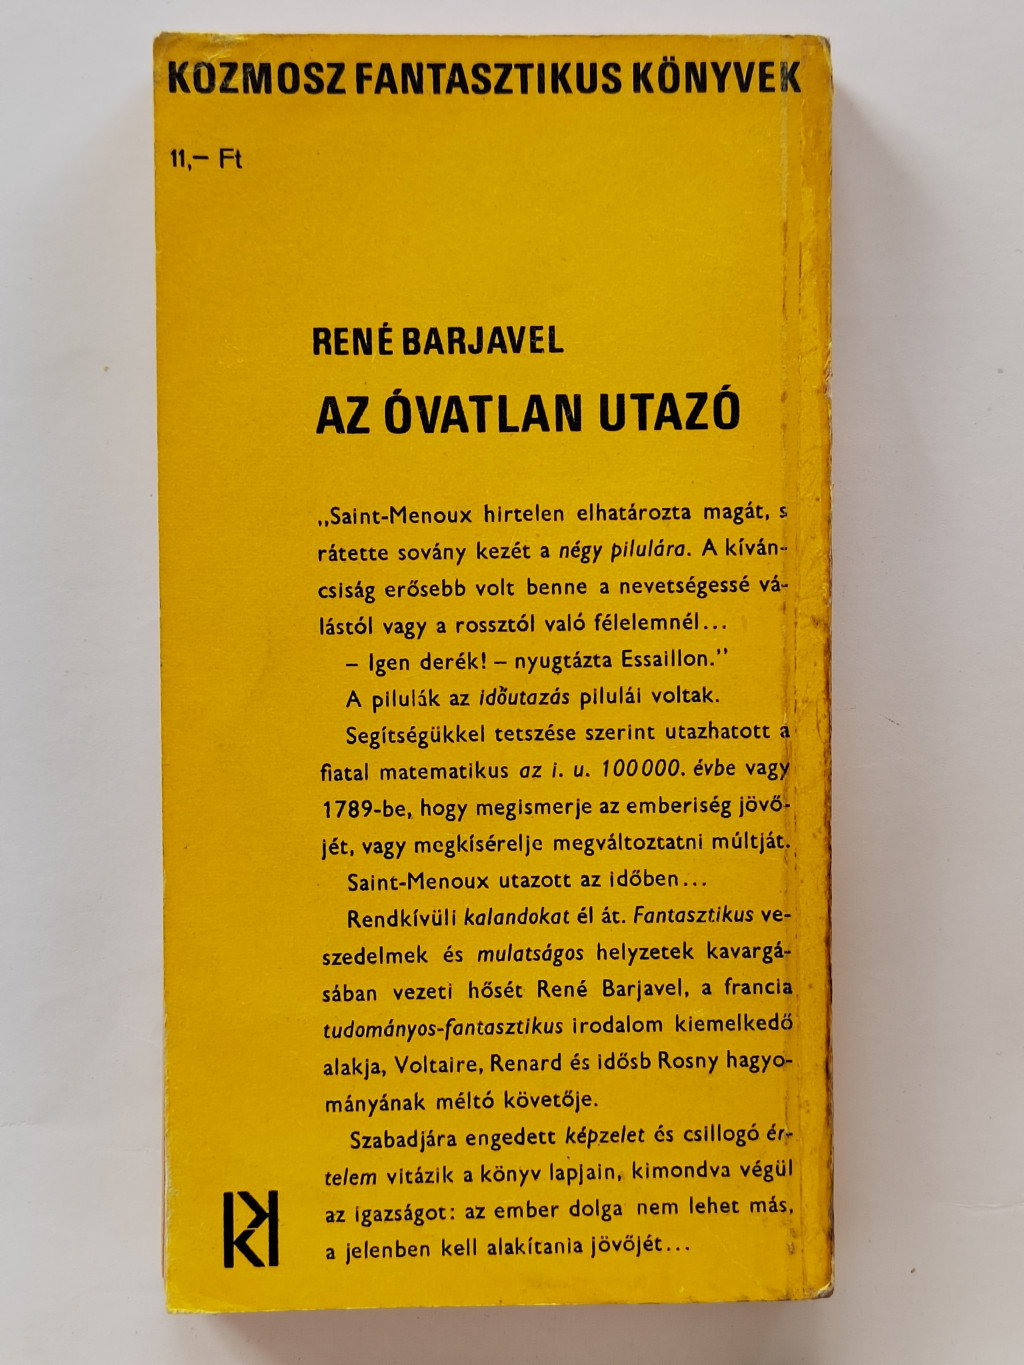 KOZMOSZ FANTASZTIKUS KÖNYVEK
11,– Ft
RENÉ BARJAVEL
AZ ÓVATLAN UTAZÓ
„Saint-Menoux hirtelen elhatározta magát, s
rátette sovány kezét a négy pilulára. A kíván-
csiság erősebb volt benne a nevetségessé vá-
lástól vagy a rossztól való félelemnél...
– Igen derék! – nyugtázta Essaillon.”
A pilulák az időutazás pilulái voltak.
Segítségükkel tetszése szerint utazhatott a
fiatal matematikus az i. u. 100000. évbe vagy
1789-be, hogy megismerje az emberiség jövő-
jét, vagy megkísérelje megváltoztatni múltját.
Saint-Menoux utazott az időben...
Rendkívüli kalandokat él át. Fantasztikus ve-
szedelmek és mulatságos helyzetek kavargá-
sában vezeti hősét René Barjavel, a francia
tudományos-fantasztikus irodalom kiemelkedő
alakja, Voltaire, Renard és idősb Rosny hagyo-
mányának méltó követője.
Szabadjára engedett képzelet és csillogó ér-
telem vitázik a könyv lapjain, kimondva végül
az igazságot: az ember dolga nem lehet más,
a jelenben kell alakítania jövőjét...